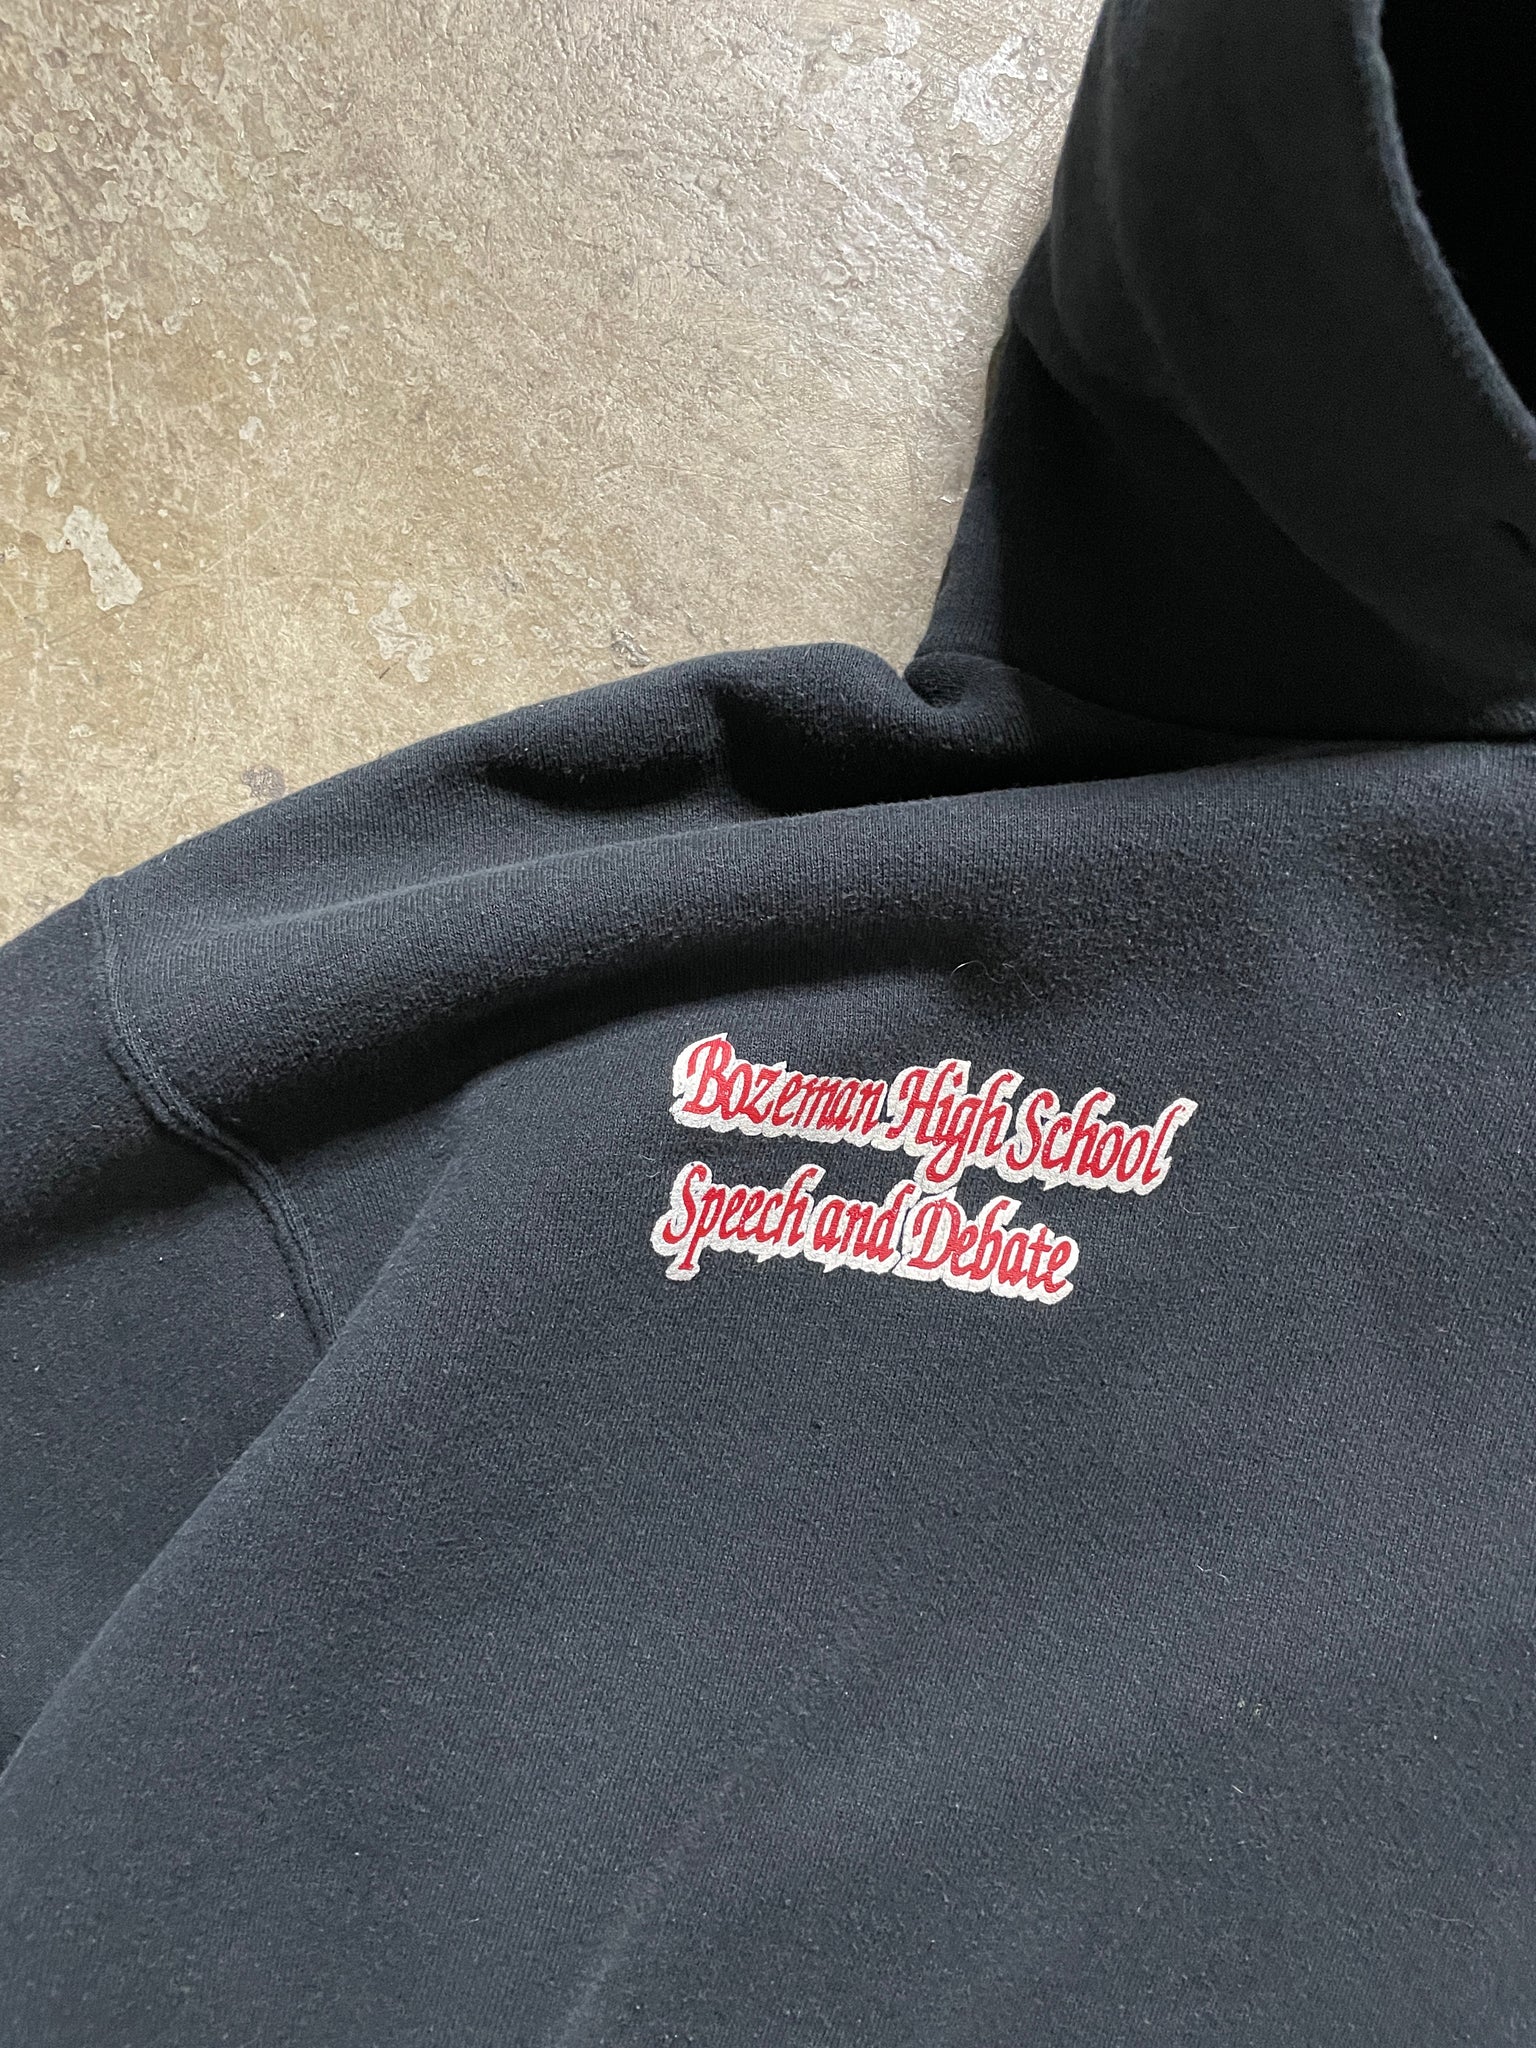 Bozeman High School
Speech and Debate